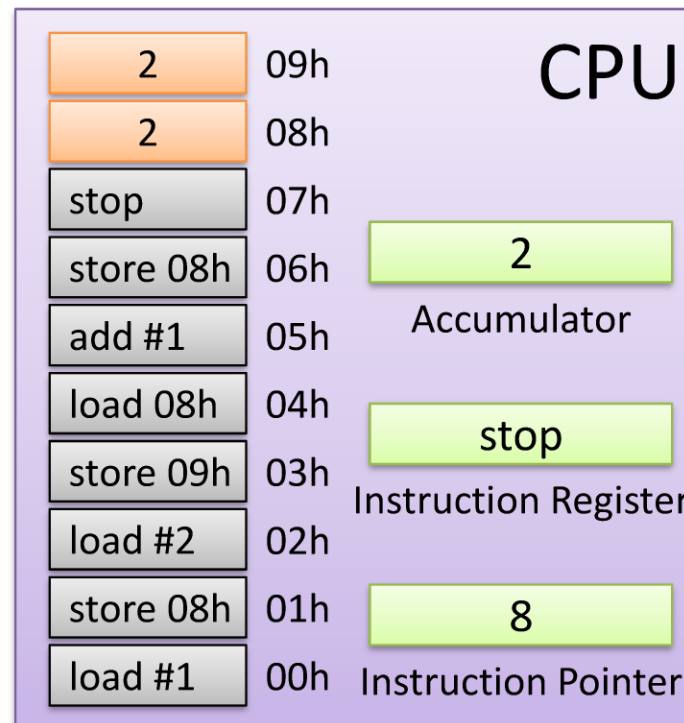 CPU
2 09h
2 08h
stop 07h
store 08h 06h
add #1 05h
load 08h 04h
store 09h 03h
load #2 02h
store 08h 01h
load #1 00h
2
Accumulator
stop
Instruction Register
8
Instruction Pointer